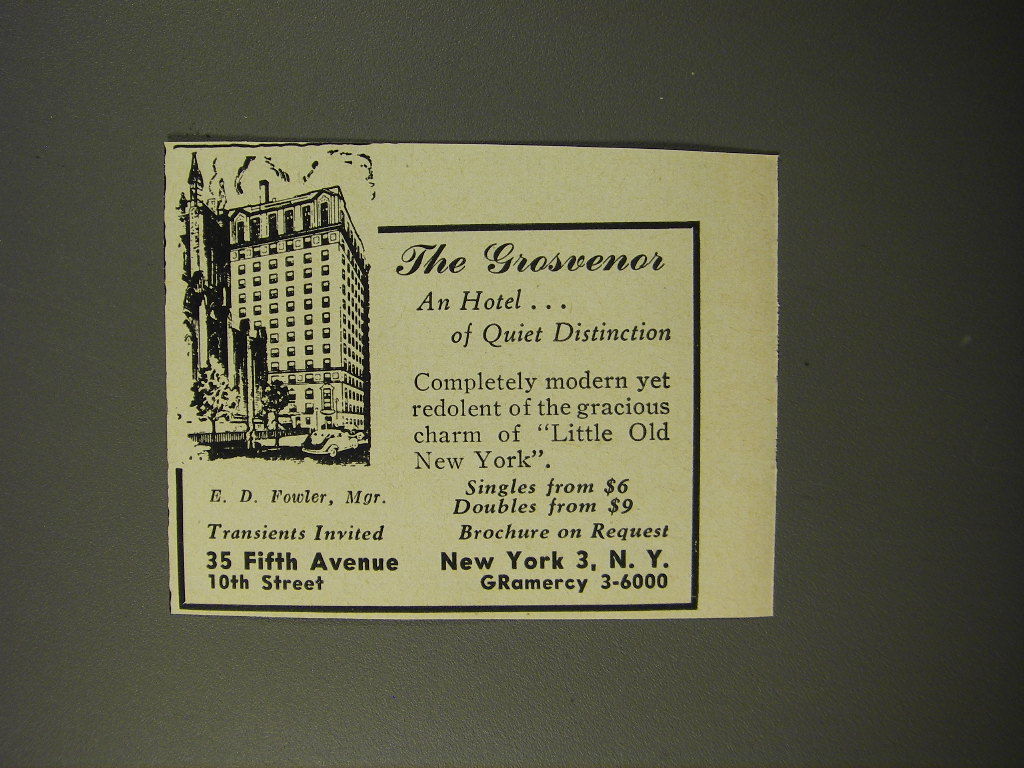 The Grosvenor
An Hotel . . .
of Quiet Distinction
Completely modern yet
redolent of the gracious
charm of “Little Old
New York”.
Singles from $6
Doubles from $9
E. D. Fowler, Mgr.
Transients Invited Brochure on Request
35 Fifth Avenue New York 3, N. Y.
10th Street GRamercy 3-6000